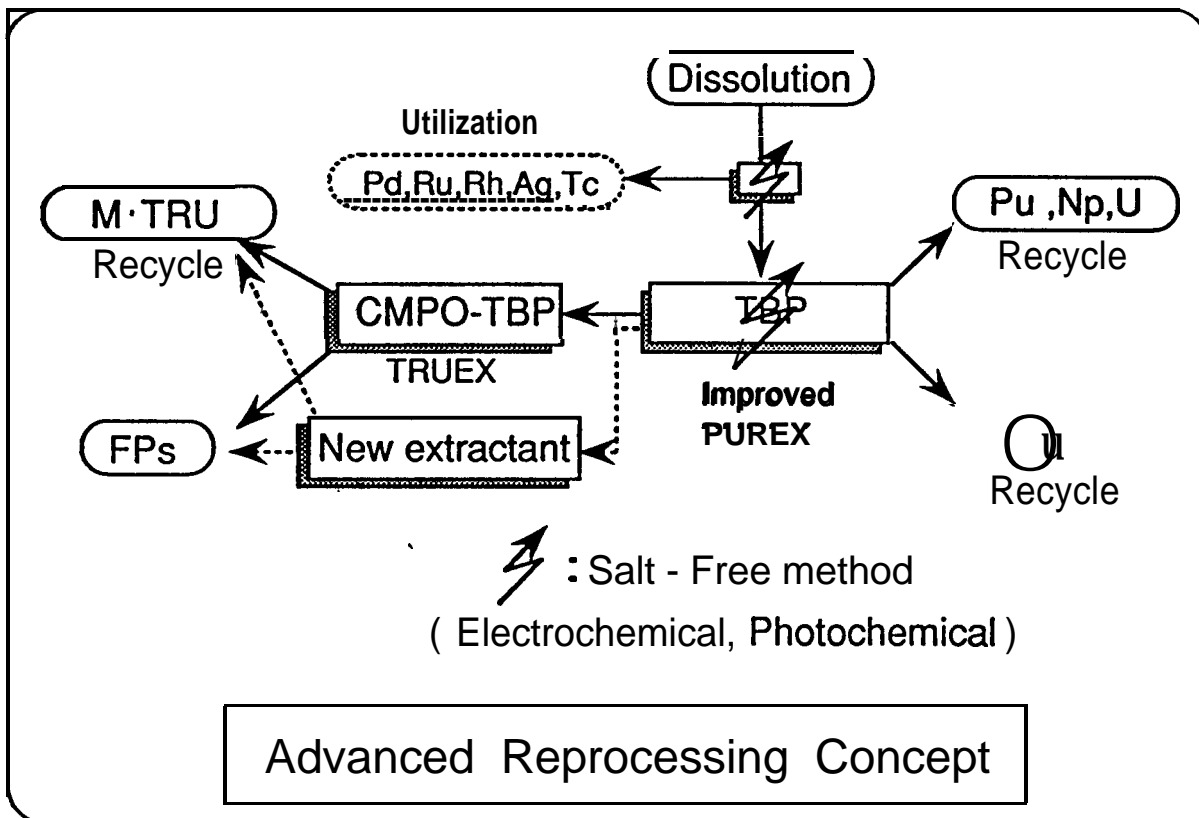 Dissolution
Utilization
Pd,Ru,Rh,Ag,Tc
M·TRU
Recycle
Pu ,Np,U
Recycle
CMPO-TBP
TRUEX
TBP
Improved
PUREX
FPs
New extractant
Recycle
: Salt - Free method
( Electrochemical, Photochemical )
Advanced Reprocessing Concept